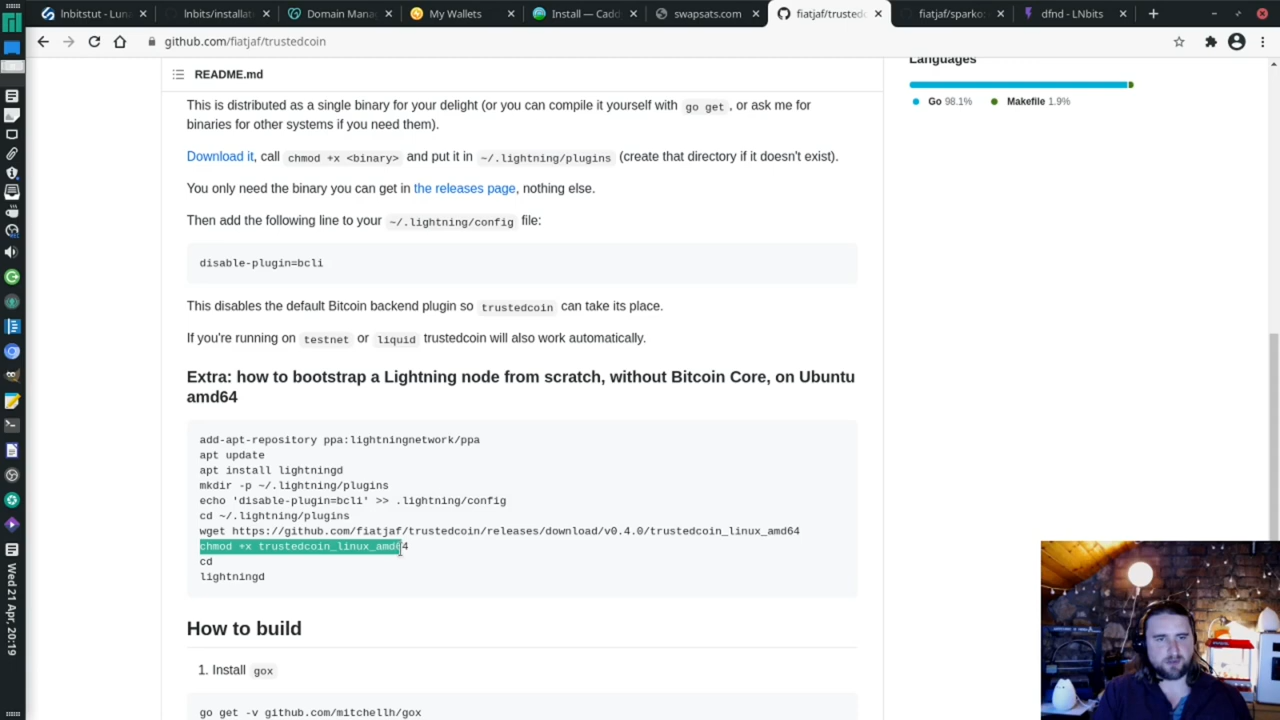 lnbitstut - Luna
lnbits/installat
Domain Mana
My Wallets
Install — Cadd
swapsats.com
fiatjaf/trustedc
fiatjaf/sparko:
dfnd - LNbits
github.com/fiatjaf/trustedcoin
README.md
Languages
Go 98.1%
Makefile 1.9%
This is distributed as a single binary for your delight (or you can compile it yourself with go get, or ask me for
binaries for other systems if you need them).
Download it, call chmod +x <binary> and put it in ~/.lightning/plugins (create that directory if it doesn't exist).
You only need the binary you can get in the releases page, nothing else.
Then add the following line to your ~/.lightning/config file:
disable-plugin=bcli
This disables the default Bitcoin backend plugin so trustedcoin can take its place.
If you're running on testnet or liquid trustedcoin will also work automatically.
Extra: how to bootstrap a Lightning node from scratch, without Bitcoin Core, on Ubuntu
amd64
add-apt-repository ppa:lightningnetwork/ppa
apt update
apt install lightningd
mkdir -p ~/.lightning/plugins
echo 'disable-plugin=bcli' >> .lightning/config
cd ~/.lightning/plugins
wget https://github.com/fiatjaf/trustedcoin/releases/download/v0.4.0/trustedcoin_linux_amd64
chmod +x trustedcoin_linux_amd64
cd
lightningd
How to build
1. Install gox
go get -v github.com/mitchellh/gox
Wed 21 Apr, 20:19